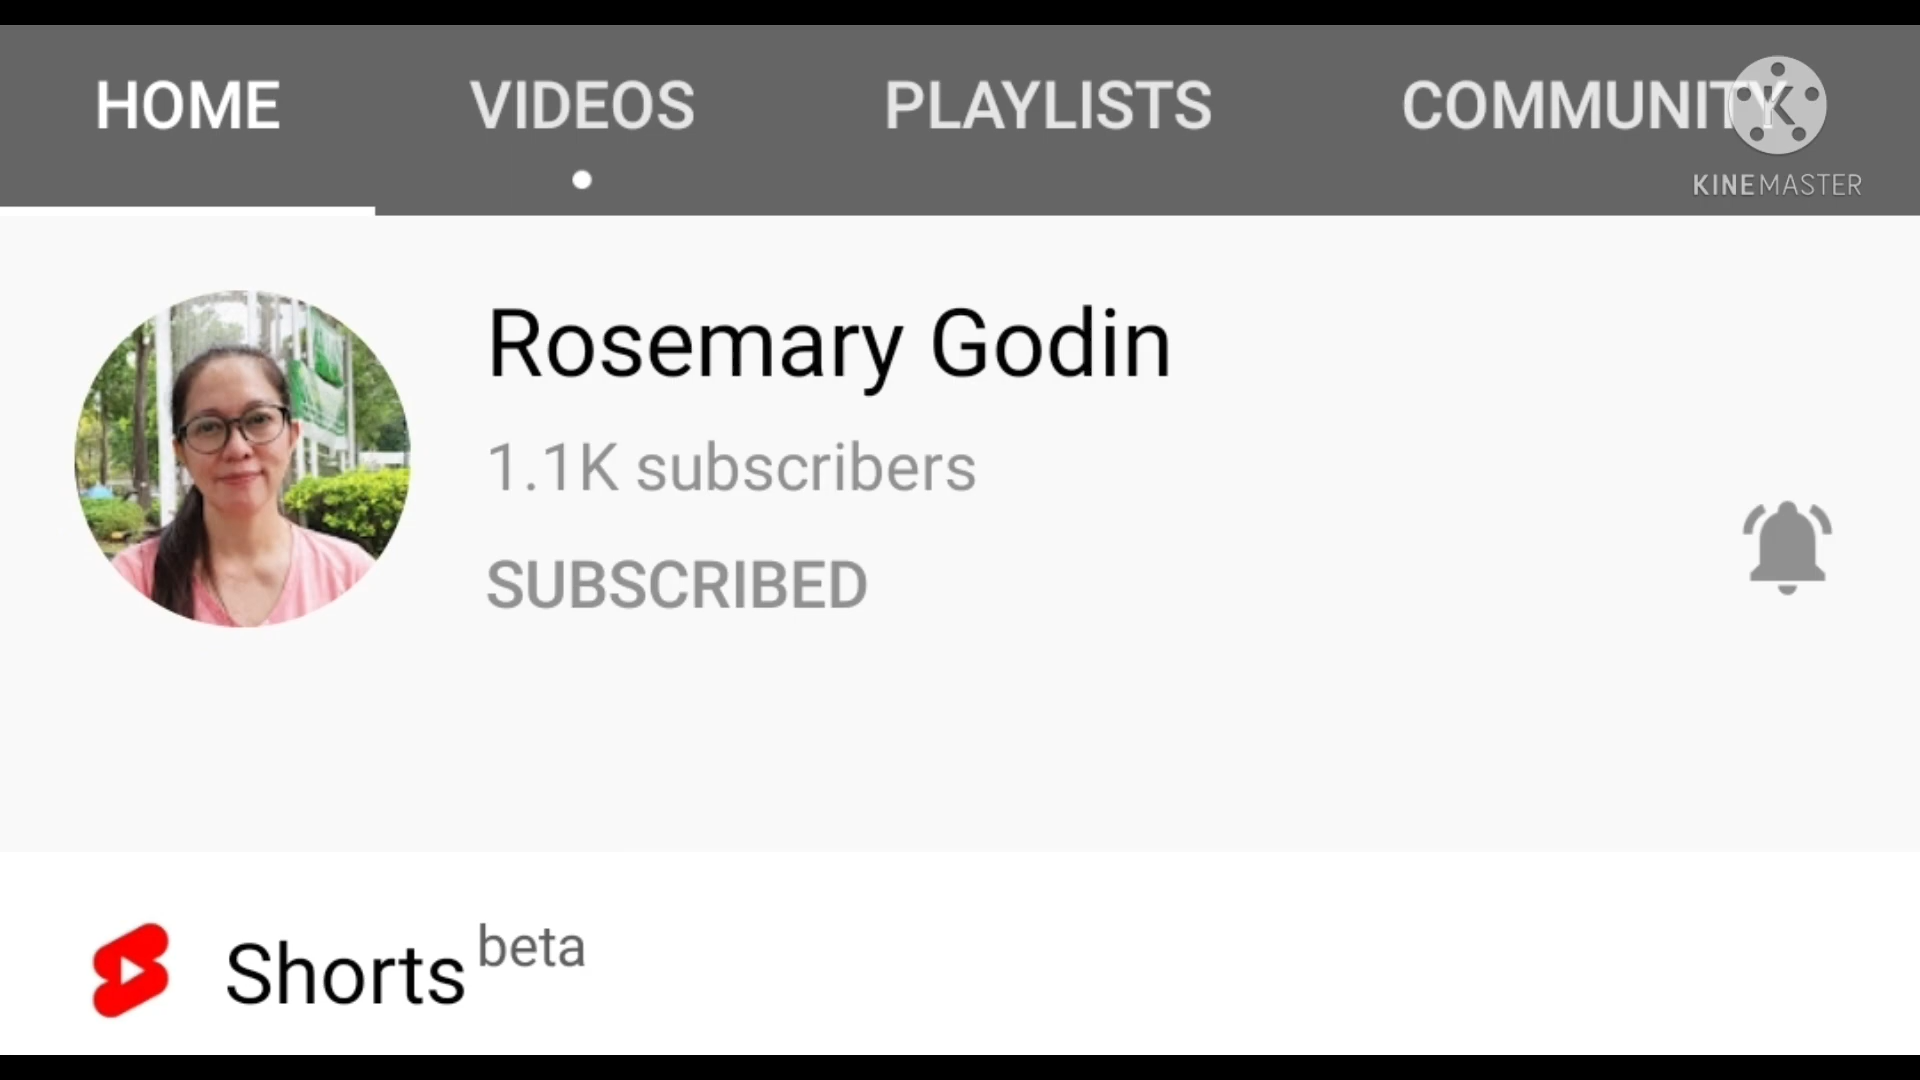 HOME VIDEOS PLAYLISTS COMMUNITY
KINEMASTER
Rosemary Godin
1.1K subscribers
SUBSCRIBED
Shorts beta